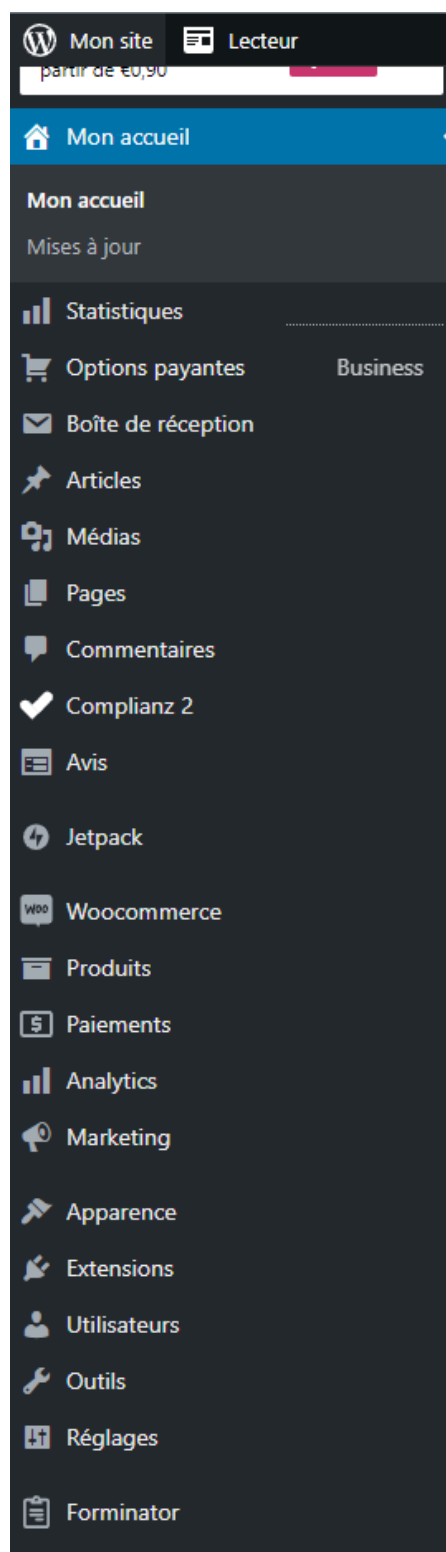 Mon site Lecteur
partir de €0,90
Mon accueil
Mon accueil
Mises à jour
Statistiques
Options payantes Business
Boîte de réception
Articles
Médias
Pages
Commentaires
Complianz 2
Avis
Jetpack
WOO Woocommerce
Produits
Paiements
Analytics
Marketing
Apparence
Extensions
Utilisateurs
Outils
Réglages
Forminator